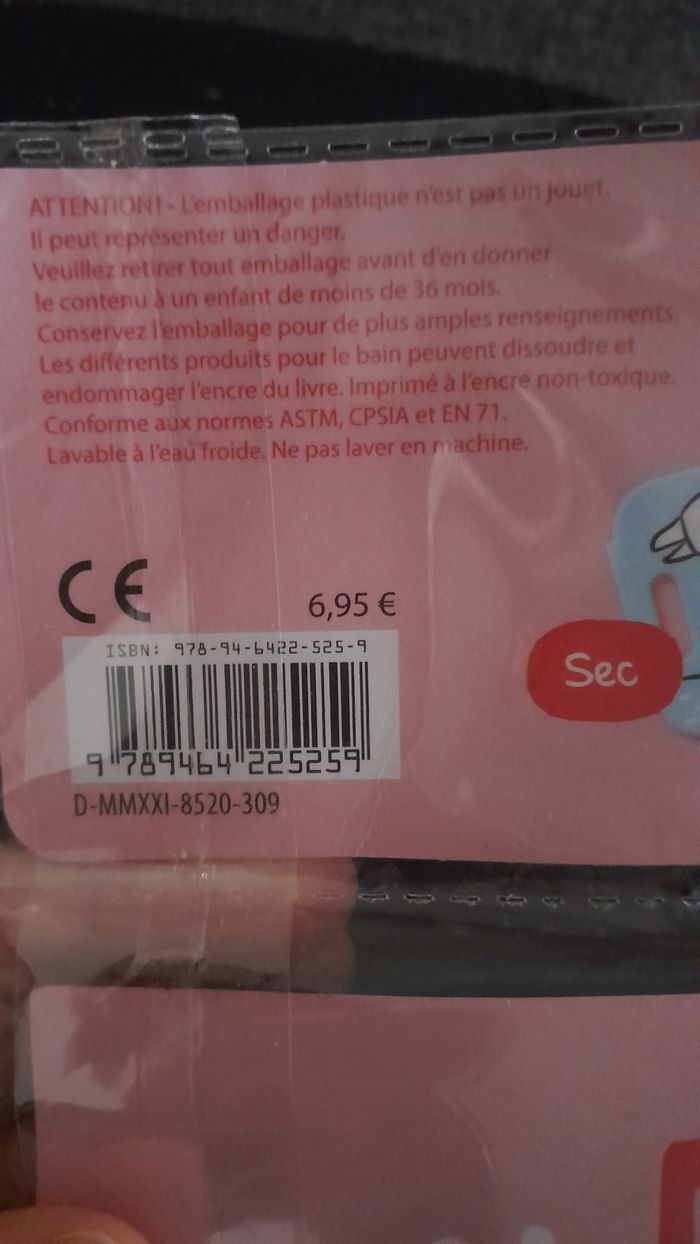 ATTENTION! - L'emballage plastique n'est pas un jouet.
Il peut représenter un danger.
Veuillez retirer tout emballage avant d'en donner
le contenu à un enfant de moins de 36 mois.
Conservez l'emballage pour de plus amples renseignements.
Les différents produits pour le bain peuvent dissoudre et
endommager l'encre du livre. Imprimé à l'encre non-toxique.
Conforme aux normes ASTM, CPSIA et EN 71.
Lavable à l'eau froide. Ne pas laver en machine.
CE
6,95 €
ISBN: 978-94-6422-525-9
9 789464 225259
D-MMXXI-8520-309
Sec